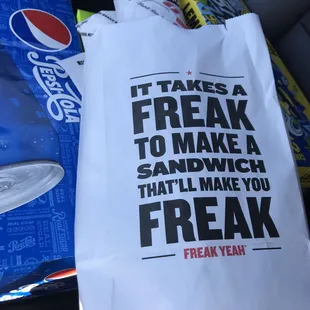 PEPSI-COLA
IT TAKES A
FREAK
TO MAKE A
SANDWICH
THAT'LL MAKE YOU
FREAK
FREAK YEAH